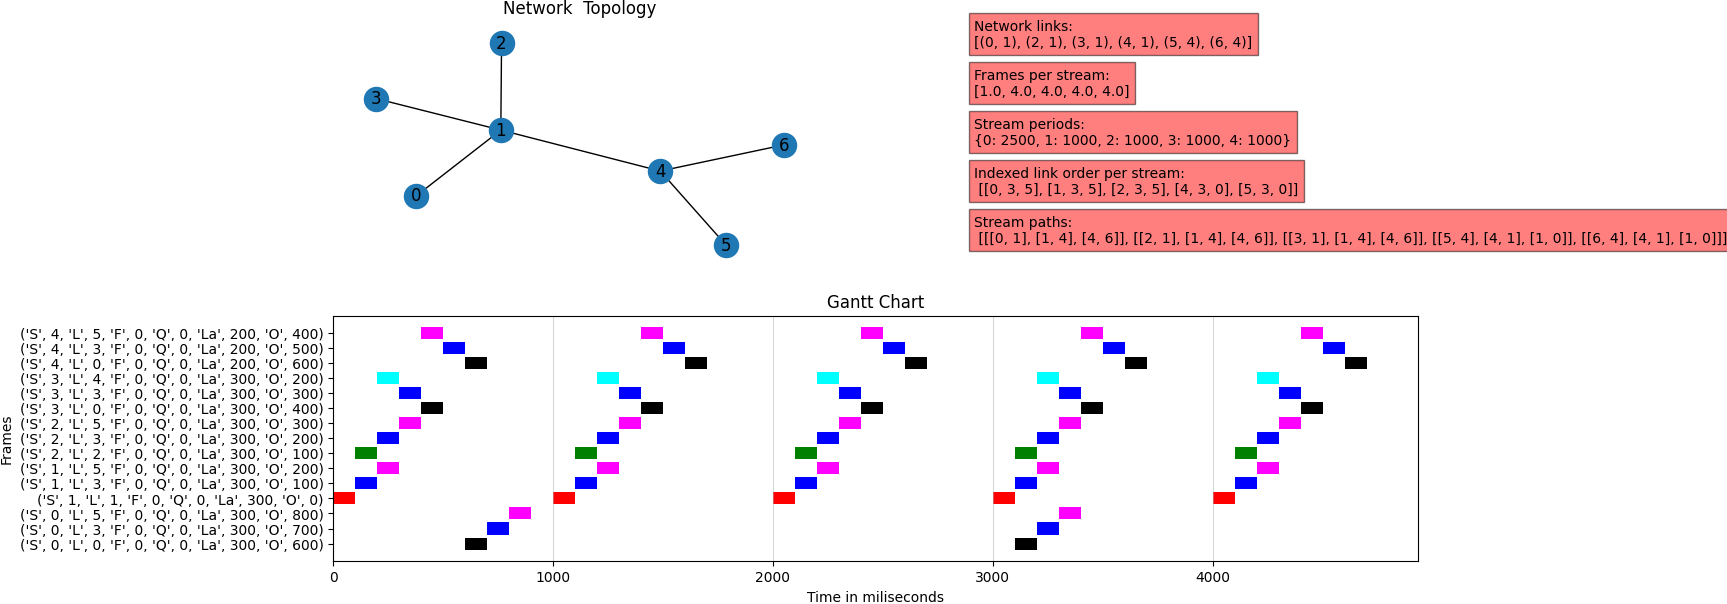 Network  Topology
2
3
1
6
4
0
5
Network links:
[(0, 1), (2, 1), (3, 1), (4, 1), (5, 4), (6, 4)]
Frames per stream:
[1.0, 4.0, 4.0, 4.0, 4.0]
Stream periods:
{0: 2500, 1: 1000, 2: 1000, 3: 1000, 4: 1000}
Indexed link order per stream:
[[0, 3, 5], [1, 3, 5], [2, 3, 5], [4, 3, 0], [5, 3, 0]]
Stream paths:
[[[0, 1], [1, 4], [4, 6]], [[2, 1], [1, 4], [4, 6]], [[3, 1], [1, 4], [4, 6]], [[5, 4], [4, 1], [1, 0]], [[6, 4], [4, 1], [1, 0]]]
Gantt Chart
Frames
('S', 4, 'L', 5, 'F', 0, 'Q', 0, 'La', 200, 'O', 400)
('S', 4, 'L', 3, 'F', 0, 'Q', 0, 'La', 200, 'O', 500)
('S', 4, 'L', 0, 'F', 0, 'Q', 0, 'La', 200, 'O', 600)
('S', 3, 'L', 4, 'F', 0, 'Q', 0, 'La', 300, 'O', 200)
('S', 3, 'L', 3, 'F', 0, 'Q', 0, 'La', 300, 'O', 300)
('S', 3, 'L', 0, 'F', 0, 'Q', 0, 'La', 300, 'O', 400)
('S', 2, 'L', 5, 'F', 0, 'Q', 0, 'La', 300, 'O', 300)
('S', 2, 'L', 3, 'F', 0, 'Q', 0, 'La', 300, 'O', 200)
('S', 2, 'L', 2, 'F', 0, 'Q', 0, 'La', 300, 'O', 100)
('S', 1, 'L', 5, 'F', 0, 'Q', 0, 'La', 300, 'O', 200)
('S', 1, 'L', 3, 'F', 0, 'Q', 0, 'La', 300, 'O', 100)
('S', 1, 'L', 1, 'F', 0, 'Q', 0, 'La', 300, 'O', 0)
('S', 0, 'L', 5, 'F', 0, 'Q', 0, 'La', 300, 'O', 800)
('S', 0, 'L', 3, 'F', 0, 'Q', 0, 'La', 300, 'O', 700)
('S', 0, 'L', 0, 'F', 0, 'Q', 0, 'La', 300, 'O', 600)
0 1000 2000 3000 4000
Time in miliseconds